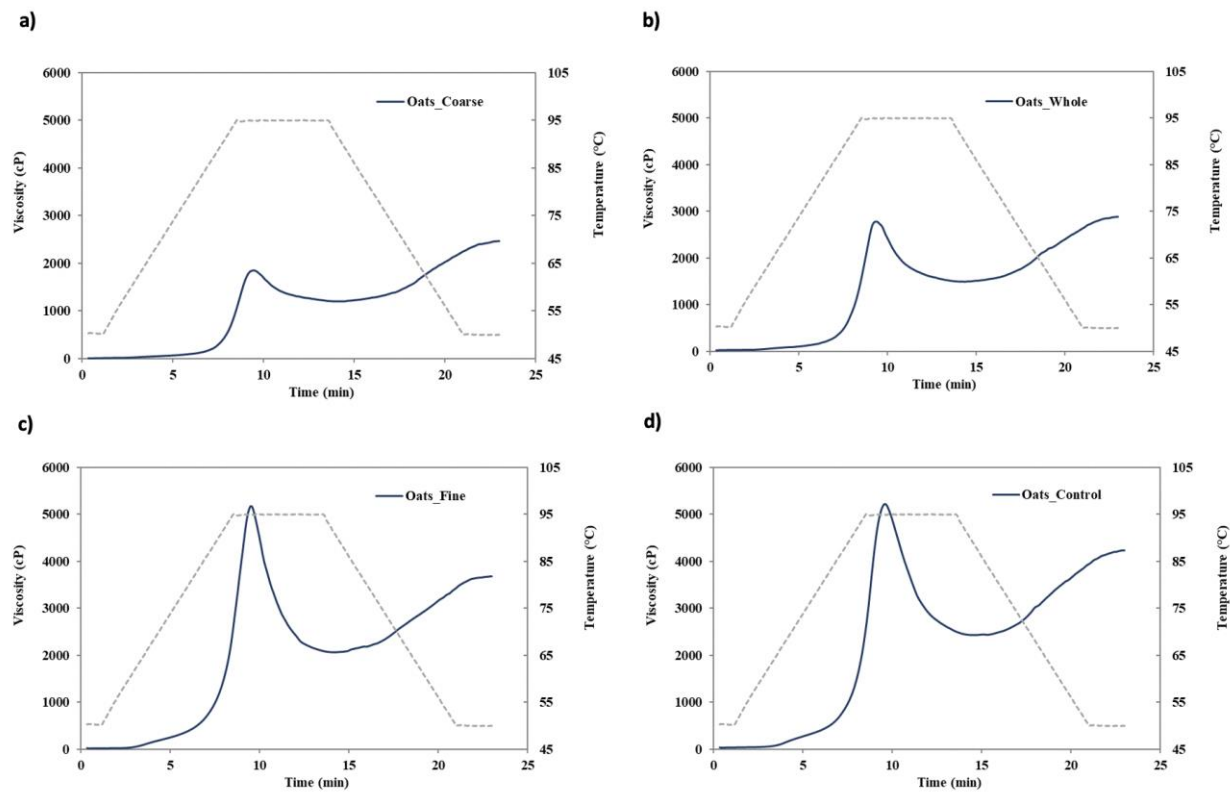 a)
Oats_Coarse
Viscosity (cP)
6000
5000
4000
3000
2000
1000
0
Temperature (°C)
105
95
85
75
65
55
45
0 5 10 15 20 25
Time (min)
b)
Oats_Whole
Viscosity (cP)
6000
5000
4000
3000
2000
1000
0
Temperature (°C)
105
95
85
75
65
55
45
0 5 10 15 20 25
Time (min)
c)
Oats_Fine
Viscosity (cP)
6000
5000
4000
3000
2000
1000
0
Temperature (°C)
105
95
85
75
65
55
45
0 5 10 15 20 25
Time (min)
d)
Oats_Control
Viscosity (cP)
6000
5000
4000
3000
2000
1000
0
Temperature (°C)
105
95
85
75
65
55
45
0 5 10 15 20 25
Time (min)